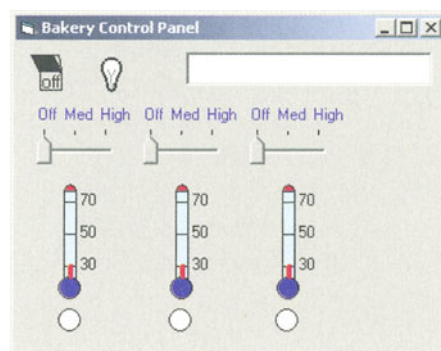 Bakery Control Panel
off
Off Med High Off Med High Off Med High
70 70 70
50 50 50
30 30 30